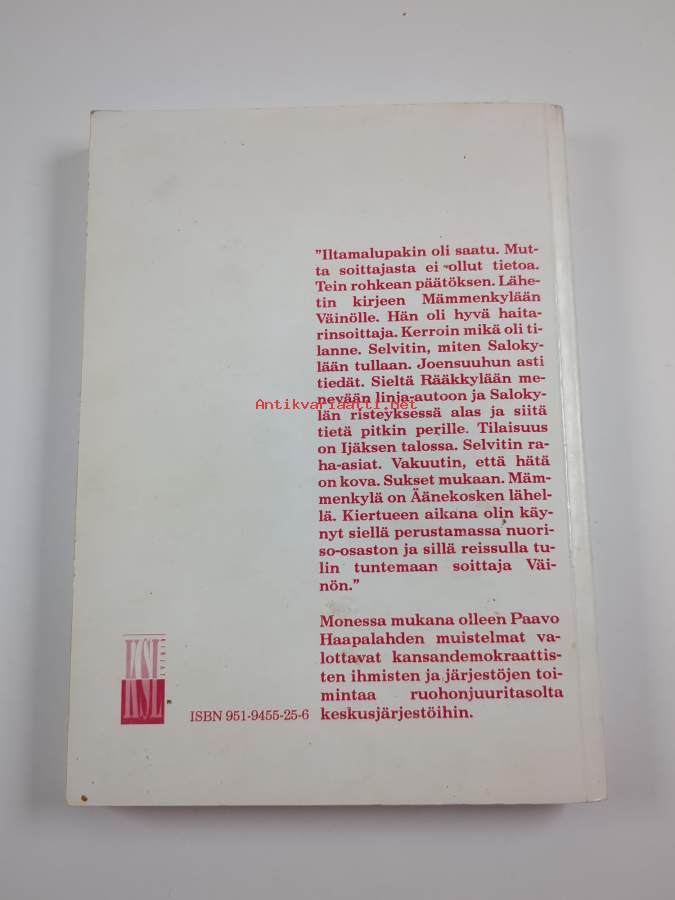 "Iltamalupakin oli saatu. Mut-
ta soittajasta ei ollut tietoa.
Tein rohkean päätöksen. Lähe-
tin kirjeen Mämmenkylään
Väinölle. Hän oli hyvä haita-
rinsoittaja. Kerroin mikä oli ti-
lanne. Selvitin, miten Saloky-
lään tullaan. Joensuuhun asti
tiedät. Sieltä Rääkkylään me-
nevään linja-autoon ja Saloky-
Antikvariaatti.net
län risteyksessä alas ja siitä
tietä pitkin perille. Tilaisuus
on Ijäksen talossa. Selvitin ra-
ha-asiat. Vakuutin, että hätä
on kova. Sukset mukaan. Mäm-
menkylä on Äänekosken lähel-
lä. Kiertueen aikana olin käy-
nyt siellä perustamassa nuori-
so-osaston ja sillä reissulla tu-
lin tuntemaan soittaja Väi-
nön."
Monessa mukana olleen Paavo
Haapalahden muistelmat va-
lottavat kansandemokraattis-
ten ihmisten ja järjestöjen toi-
mintaa ruohonjuuritasolta
keskusjärjestöihin.
KIRJAT
KSL
KSL
ISBN 951-9455-25-6